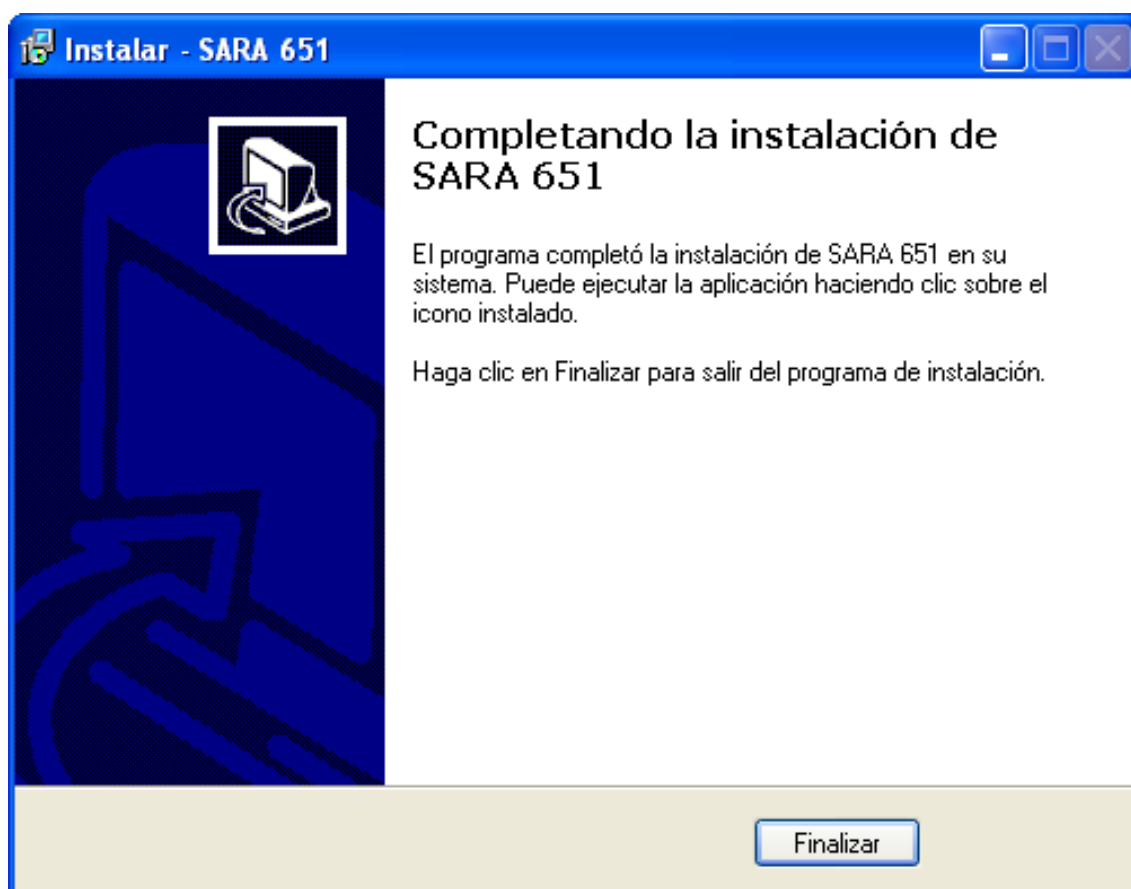 Instalar - SARA 651
Completando la instalación de
SARA 651
El programa completó la instalación de SARA 651 en su
sistema. Puede ejecutar la aplicación haciendo clic sobre el
icono instalado.
Haga clic en Finalizar para salir del programa de instalación.
Finalizar